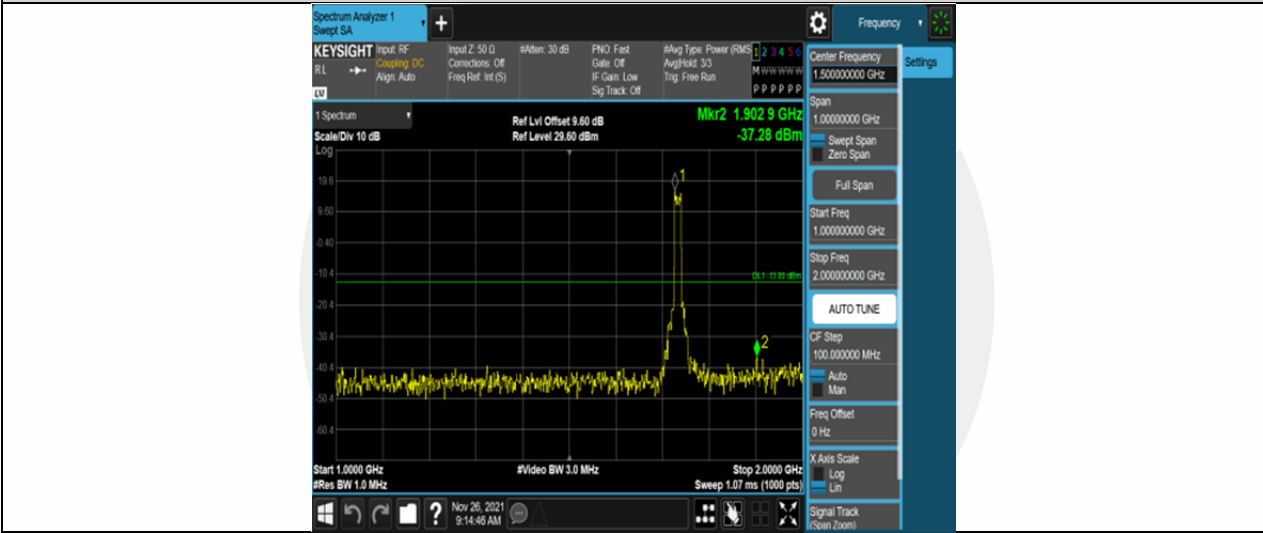 Spectrum Analyzer 1
Swept SA
+
Frequency
KEYSIGHT
RL
LV
Input: RF
Coupling: DC
Align: Auto
Input Z: 50 Ω
Corrections: Off
Freq Ref: Int (S)
#Atten: 30 dB
PNO: Fast
Gate: Off
IF Gain: Low
Sig Track: Off
#Avg Type: Power (RMS
Avg|Hold: 3/3
Trig: Free Run
1 2 3 4 5 6
M W W W W W
P P P P P P
Center Frequency
1.500000000 GHz
Settings
Span
1.00000000 GHz
Swept Span
Zero Span
Full Span
Start Freq
1.000000000 GHz
Stop Freq
2.000000000 GHz
AUTO TUNE
CF Step
100.000000 MHz
Auto
Man
Freq Offset
0 Hz
X Axis Scale
Log
Lin
Signal Track
(Span Zoom)
1 Spectrum
Scale/Div 10 dB
Log
Ref Lvl Offset 9.60 dB
Ref Level 29.60 dBm
Mkr2 1.902 9 GHz
-37.28 dBm
19.6
9.60
-0.40
-10.4
-20.4
-30.4
-40.4
-50.4
-60.4
1
DL1 -13.00 dBm
2
Start 1.0000 GHz
#Res BW 1.0 MHz
#Video BW 3.0 MHz
Stop 2.0000 GHz
Sweep 1.07 ms (1000 pts)
?
Nov 26, 2021
9:14:46 AM